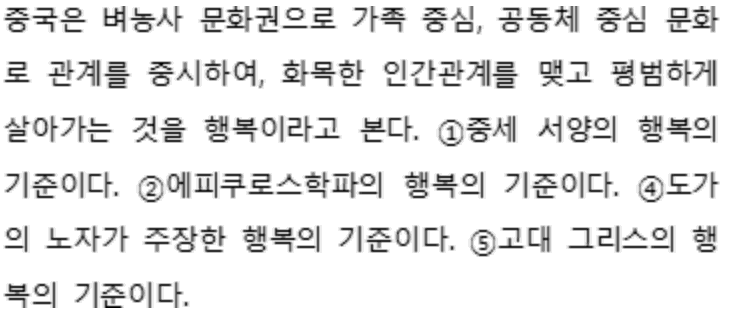 중국은 벼농사 문화권으로 가족 중심, 공동체 중심 문화
로 관계를 중시하여, 화목한 인간관계를 맺고 평범하게
살아가는 것을 행복이라고 본다. ①중세 서양의 행복의
기준이다. ②에피쿠로스학파의 행복의 기준이다. ④도가
의 노자가 주장한 행복의 기준이다. ⑤고대 그리스의 행
복의 기준이다.